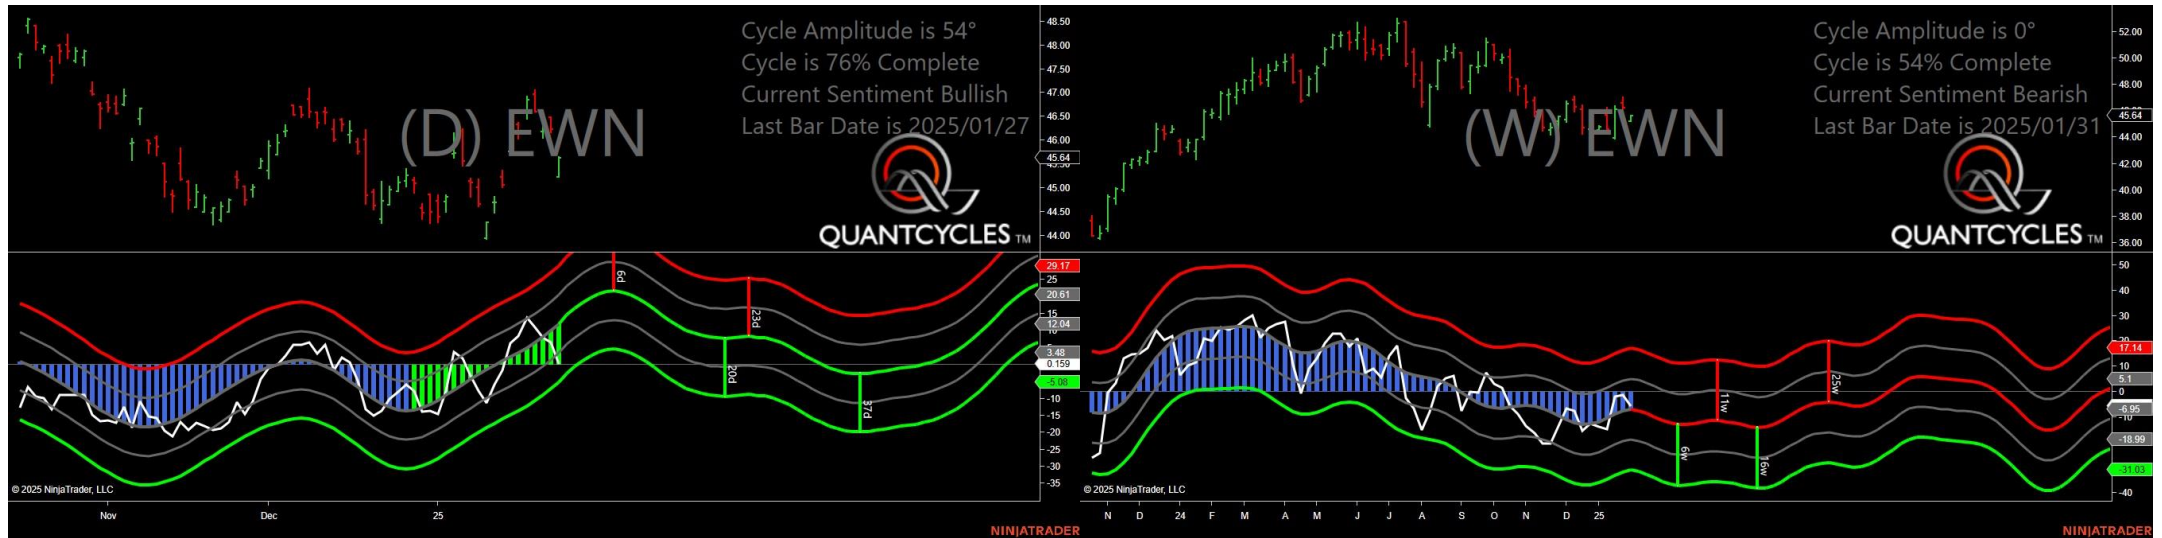 Cycle Amplitude is 54°
Cycle is 76% Complete
Current Sentiment Bullish
Last Bar Date is 2025/01/27
(D) EWN
QUANTCYCLES TM
48.50
48.00
47.50
47.00
46.50
46.00
45.64
45.00
44.50
44.00
6d
23d
20d
37d
29.17
25
20.61
15
12.04
3.48
0.159
-5.08
-10
-15
-20
-25
-30
-35
© 2025 NinjaTrader, LLC
Nov
Dec
25
NINJATRADER
Cycle Amplitude is 0°
Cycle is 54% Complete
Current Sentiment Bearish
Last Bar Date is 2025/01/31
(W) EWN
QUANTCYCLES TM
52.00
50.00
48.00
45.64
44.00
42.00
40.00
38.00
36.00
11w
25w
6w
16w
50
40
30
20
17.14
5.1
0
-6.95
-10
-18.99
-31.03
-40
© 2025 NinjaTrader, LLC
N D 24 F M A M J J A S O N D 25
NINJATRADER